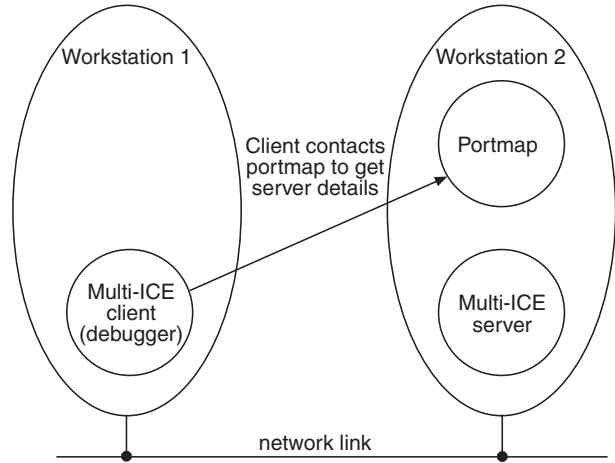 Workstation 1
Workstation 2
Client contacts
portmap to get
server details
Portmap
Multi-ICE
client
(debugger)
Multi-ICE
server
network link